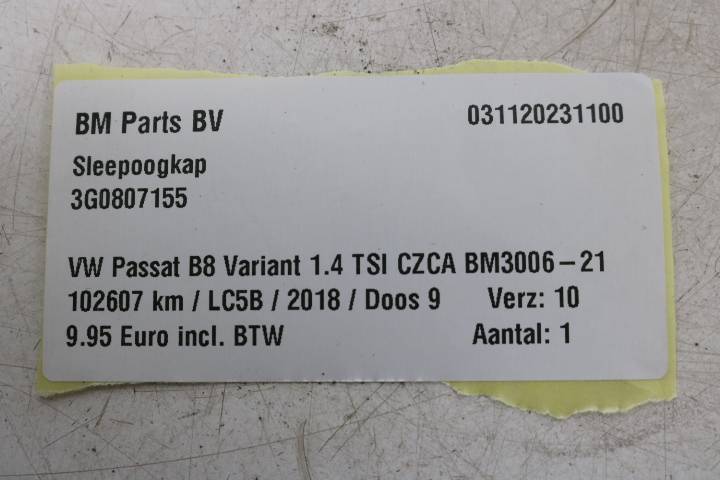 BM Parts BV 031120231100
Sleepoogkap
3G0807155
VW Passat B8 Variant 1.4 TSI CZCA BM3006-21
102607 km / LC5B / 2018 / Doos 9 Verz: 10
9.95 Euro incl. BTW Aantal: 1